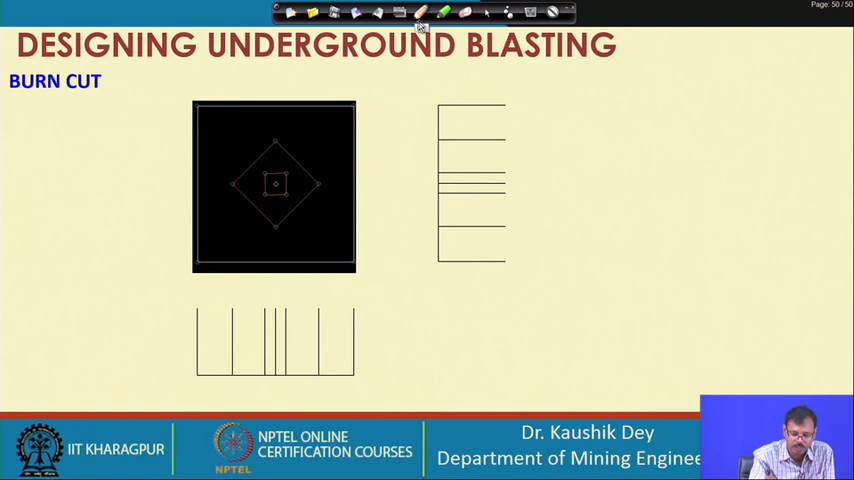 Page: 50 / 50
DESIGNING UNDERGROUND BLASTING
BURN CUT
IIT KHARAGPUR
NPTEL
NPTEL ONLINE
CERTIFICATION COURSES
Dr. Kaushik Dey
Department of Mining Enginee